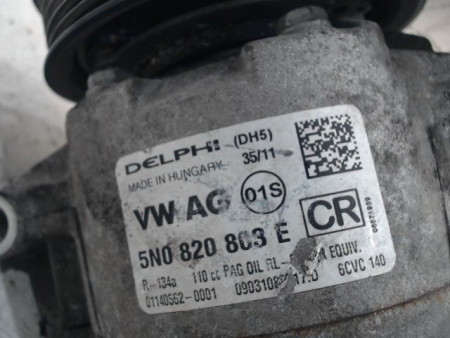 DELPHI (DH5)
MADE IN HUNGARY 35/11
VW AG 01S CR
5N0 820 803 E
R-134a 110 cc PAG OIL EQUIV.
01140562-0001 6CVC 140